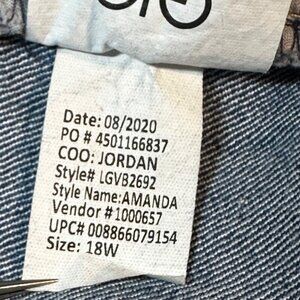 Date: 08/2020
PO # 4501166837
COO: JORDAN
Style# LGVB2692
Style Name:AMANDA
Vendor #1000657
UPC# 008866079154
Size: 18W